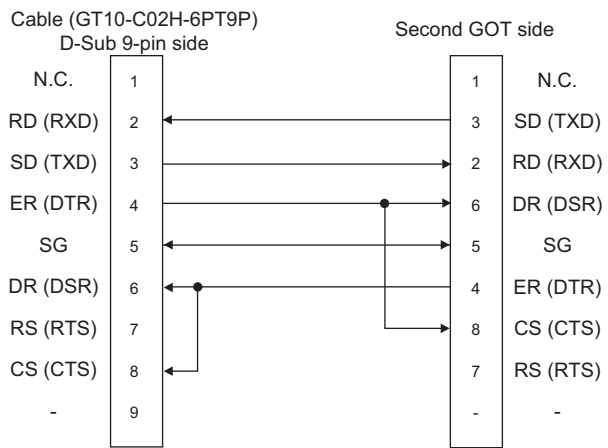 Cable (GT10-C02H-6PT9P)
D-Sub 9-pin side
Second GOT side
N.C. 1 1 N.C.
RD (RXD) 2 3 SD (TXD)
SD (TXD) 3 2 RD (RXD)
ER (DTR) 4 6 DR (DSR)
SG 5 5 SG
DR (DSR) 6 4 ER (DTR)
RS (RTS) 7 8 CS (CTS)
CS (CTS) 8 7 RS (RTS)
- 9 - -